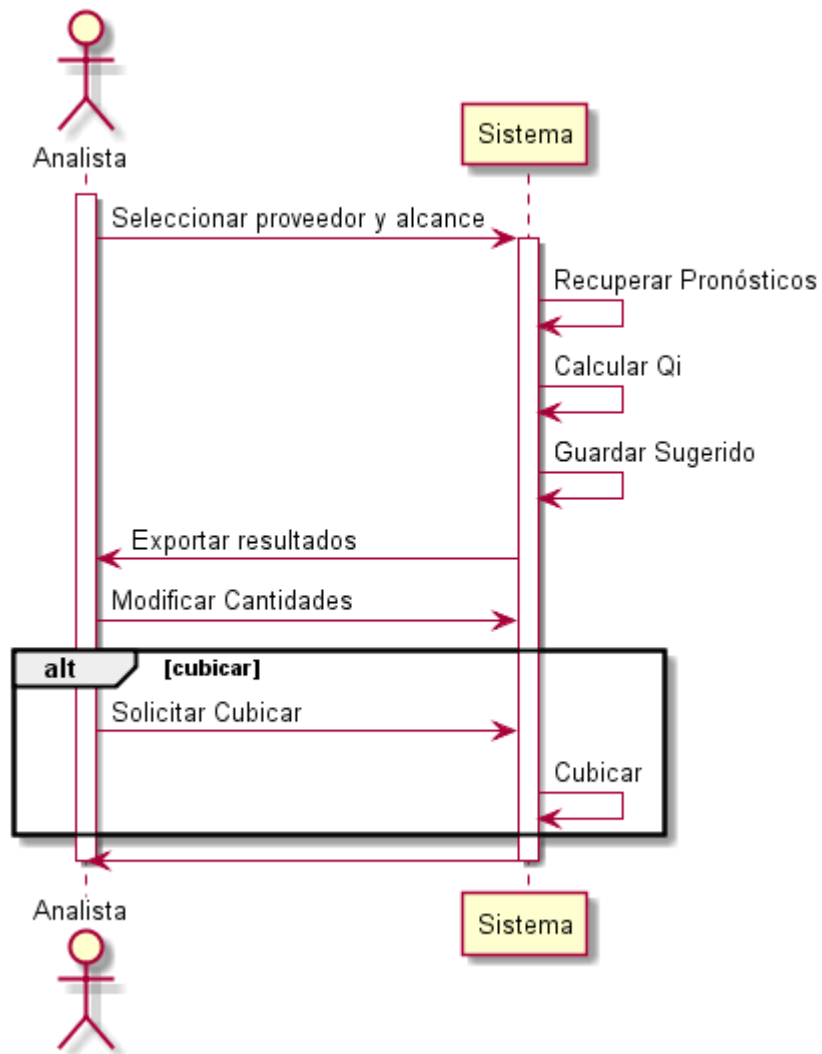 Analista
Sistema
Seleccionar proveedor y alcance
Recuperar Pronósticos
Calcular Qi
Guardar Sugerido
Exportar resultados
Modificar Cantidades
alt [cubicar]
Solicitar Cubicar
Cubicar
Analista
Sistema